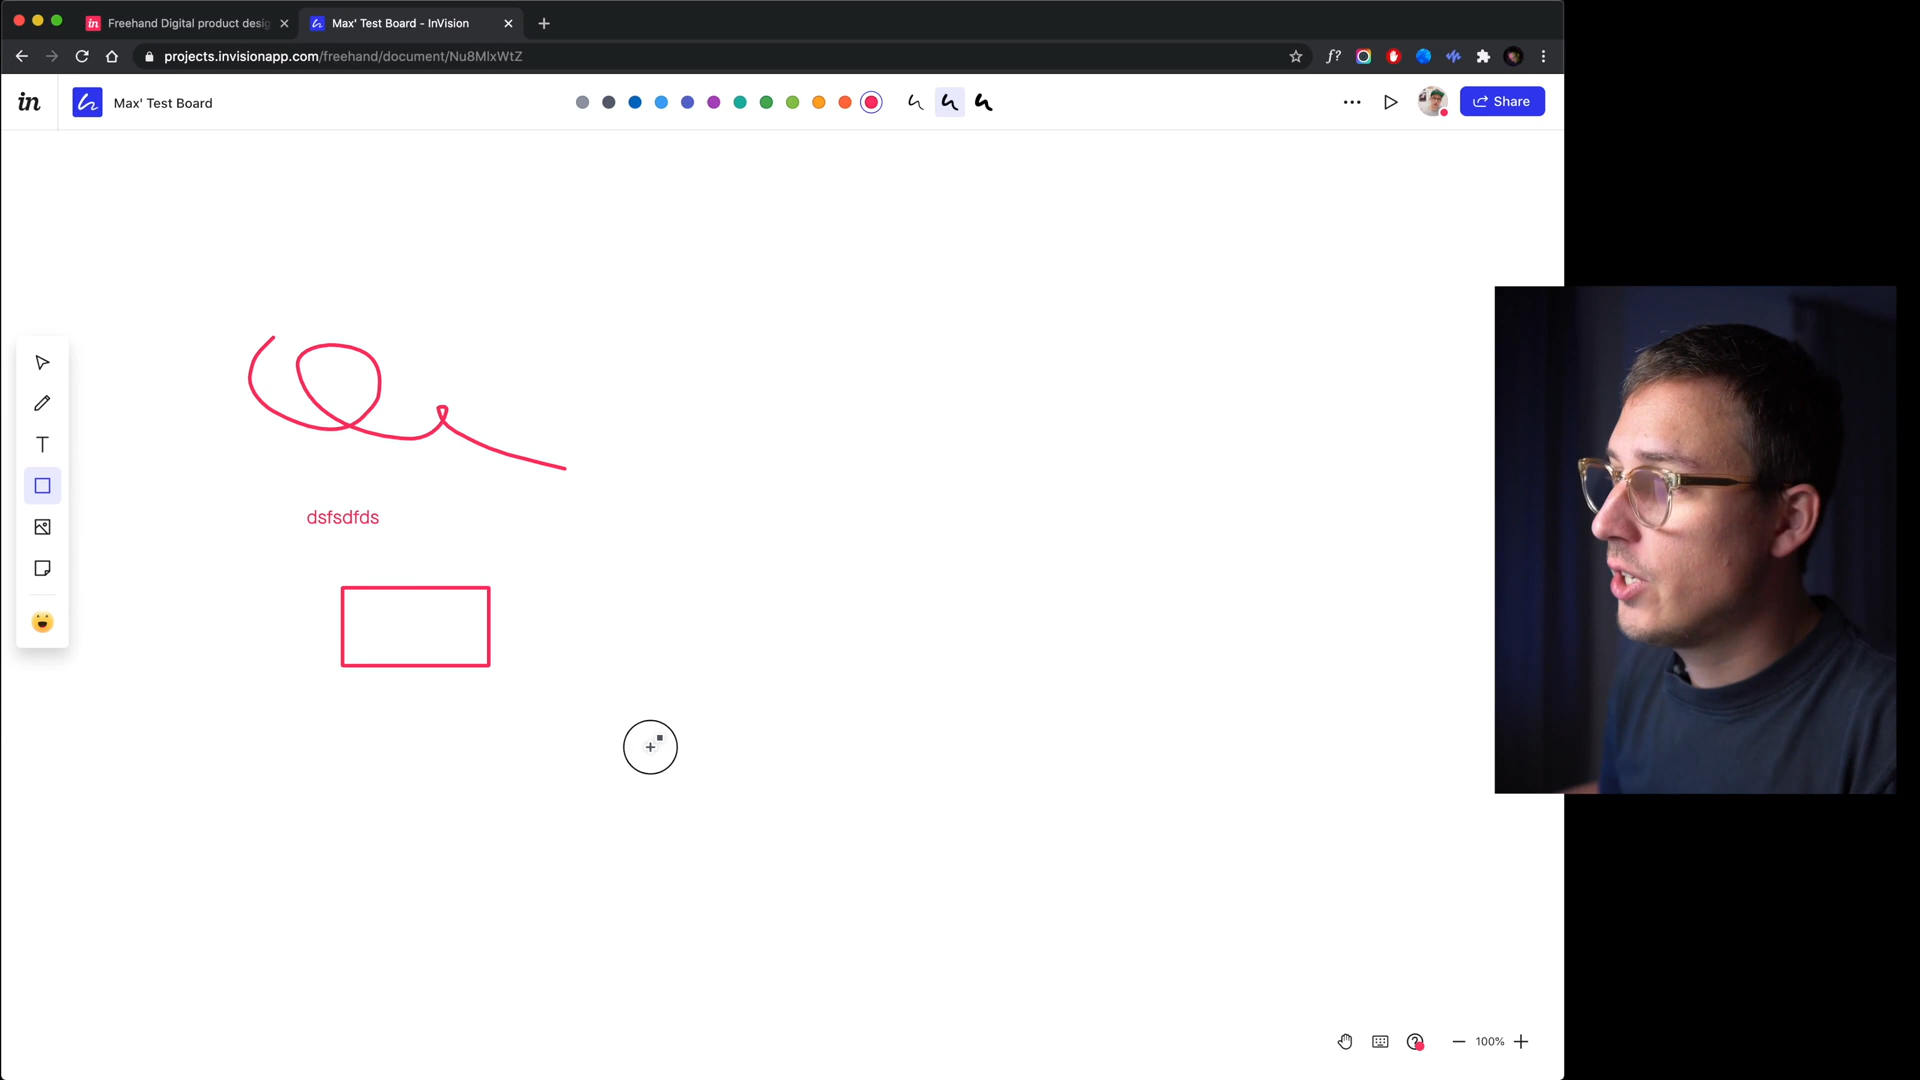 Freehand Digital product desig
Max' Test Board - InVision
projects.invisionapp.com/freehand/document/Nu8MlxWtZ
f?
in
Max' Test Board
Share
T
dsfsdfds
100%